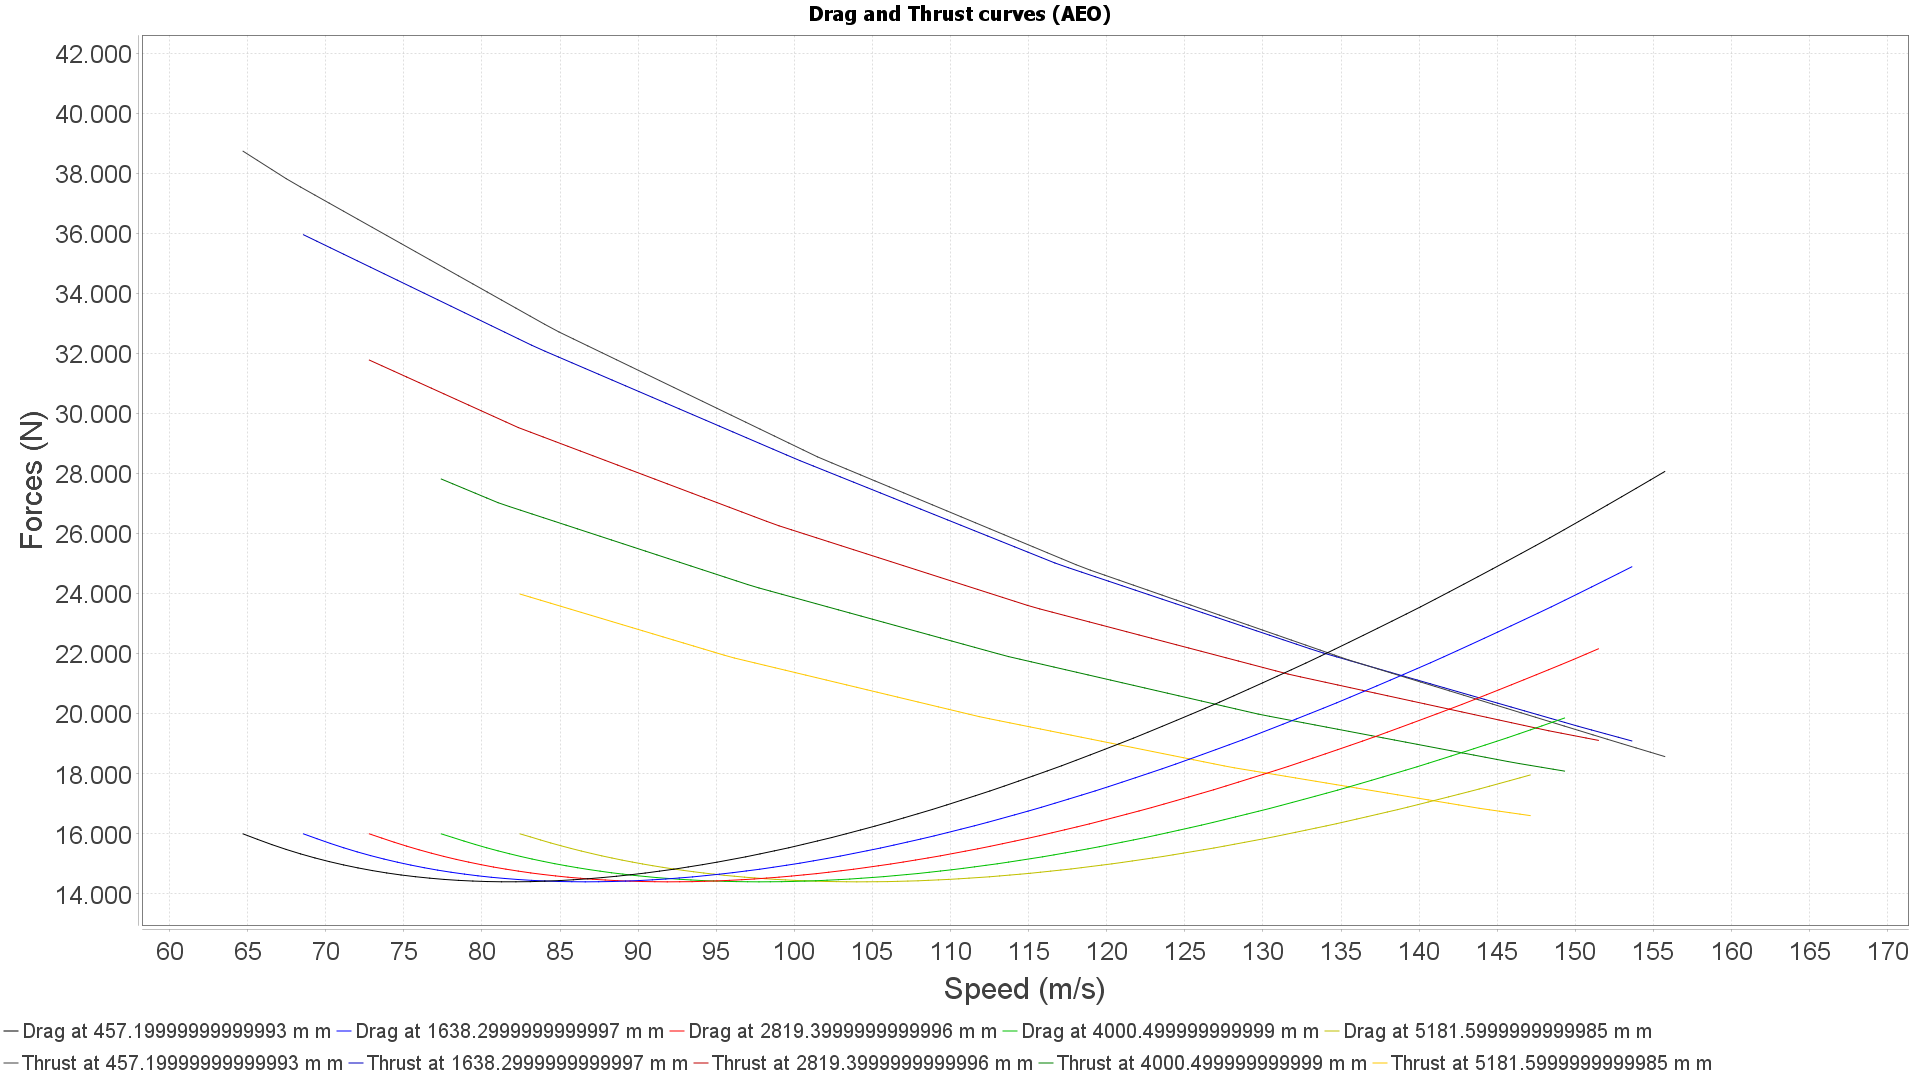 Drag and Thrust curves (AEO)
42.000
40.000
38.000
36.000
34.000
32.000
30.000
28.000
26.000
24.000
22.000
20.000
18.000
16.000
14.000
Forces (N)
60 65 70 75 80 85 90 95 100 105 110 115 120 125 130 135 140 145 150 155 160 165 170
Speed (m/s)
Drag at 457.19999999999993 m m Drag at 1638.2999999999997 m m Drag at 2819.3999999999996 m m Drag at 4000.499999999999 m m Drag at 5181.5999999999985 m m
Thrust at 457.19999999999993 m m Thrust at 1638.2999999999997 m m Thrust at 2819.3999999999996 m m Thrust at 4000.499999999999 m m Thrust at 5181.5999999999985 m m